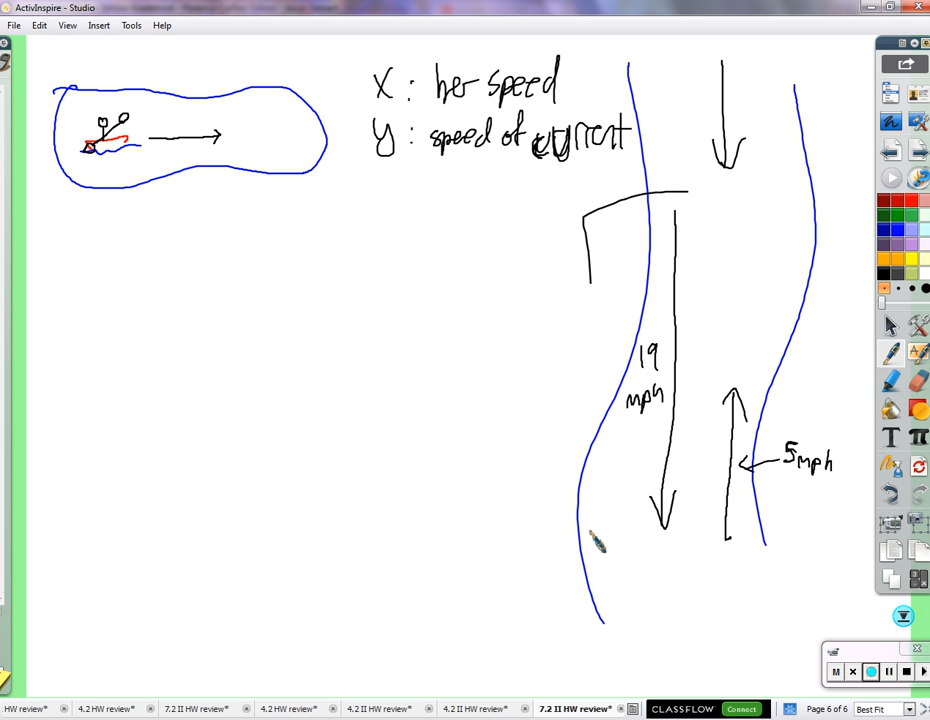 ActivInspire - Studio
File Edit View Insert Tools Help
x : her speed
y : speed of current
19
mph
5mph
HW review*
4.2 HW review*
7.2 II HW review*
4.2 HW review*
4.2 II HW review*
4.2 II HW review*
7.2 II HW review*
CLASSFLOW
Connect
Page 6 of 6
Best Fit
M